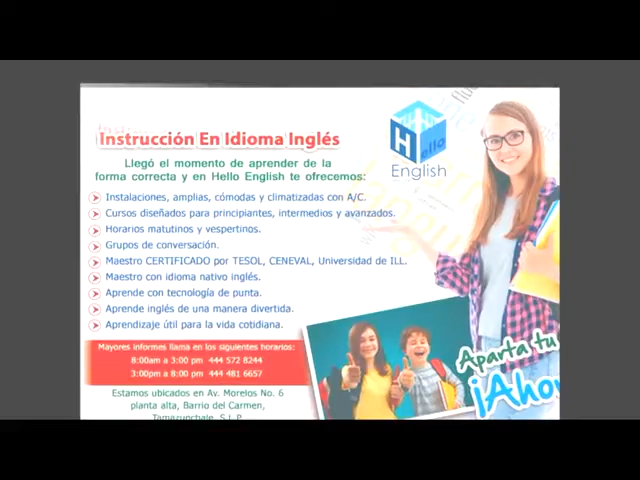 Instrucción En Idioma Inglés
Hello
English
Llegó el momento de aprender de la
forma correcta y en Hello English te ofrecemos:
Instalaciones, amplias, cómodas y climatizadas con A/C.
Cursos diseñados para principiantes, intermedios y avanzados.
Horarios matutinos y vespertinos.
Grupos de conversación.
Maestro CERTIFICADO por TESOL, CENEVAL, Universidad de ILL.
Maestro con idioma nativo inglés.
Aprende con tecnología de punta.
Aprende inglés de una manera divertida.
Aprendizaje útil para la vida cotidiana.
Mayores informes llama en los siguientes horarios:
8:00am a 3:00 pm 444 572 8244
3:00pm a 8:00 pm 444 481 6657
Estamos ubicados en Av. Morelos No. 6
planta alta, Barrio del Carmen,
Tamazunchale, S.L.P.
Aparta tu
¡Aho